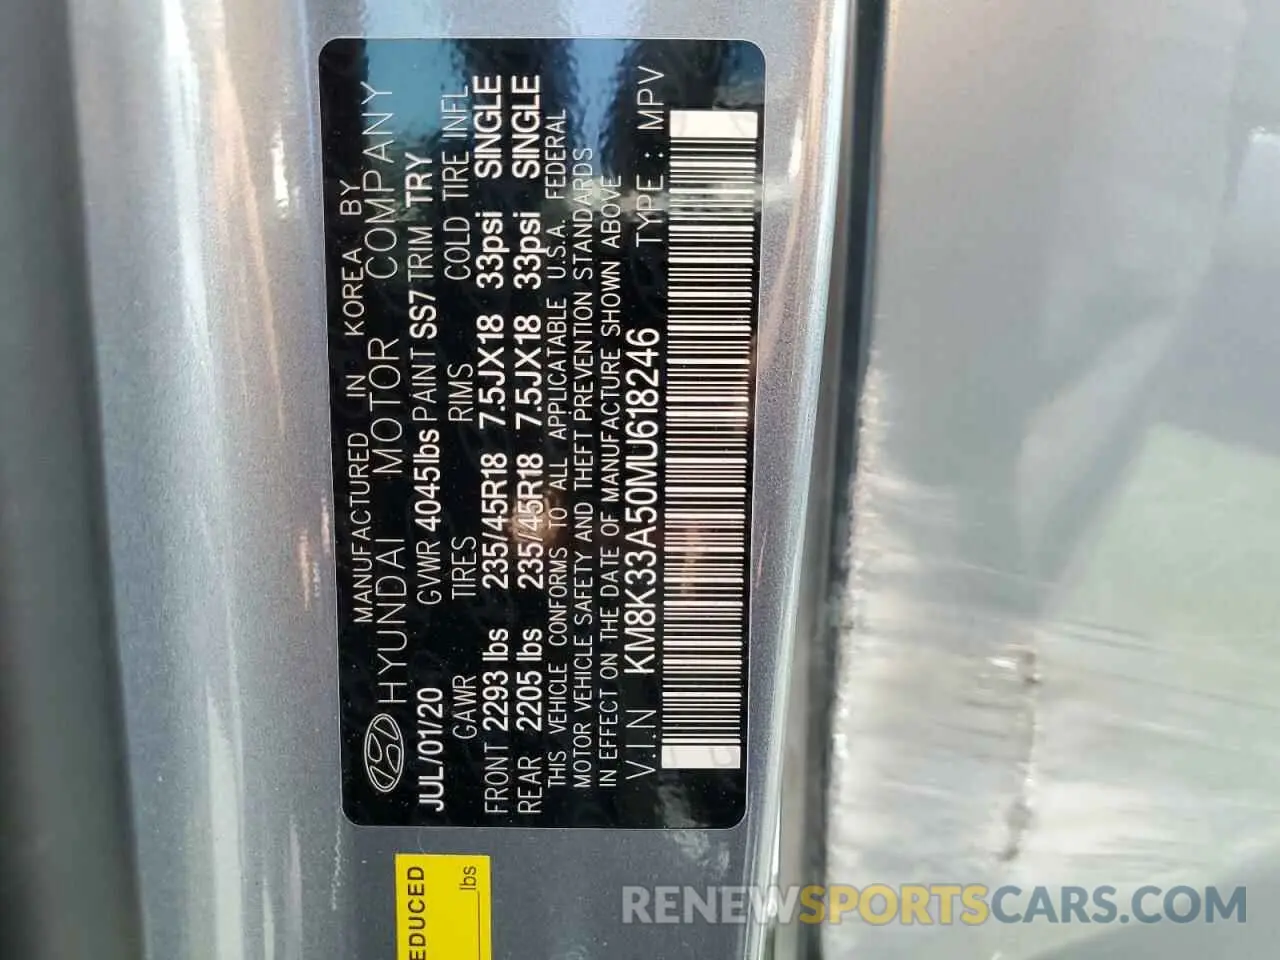 MANUFACTURED IN KOREA BY
HYUNDAI MOTOR COMPANY
JUL/01/20 GVWR 4045lbs PAINT SS7 TRIM TRY
GAWR TIRES RIMS COLD TIRE INFL
FRONT 2293 lbs 235/45R18 7.5JX18 33psi SINGLE
REAR 2205 lbs 235/45R18 7.5JX18 33psi SINGLE
THIS VEHICLE CONFORMS TO ALL APPLICATABLE U.S.A. FEDERAL
MOTOR VEHICLE SAFETY AND THEFT PREVENTION STANDARDS
IN EFFECT ON THE DATE OF MANUFACTURE SHOWN ABOVE
V.I.N KM8K33A50MU618246 TYPE : MPV
EDUCED
lbs
RENEWSPORTSCARS.COM